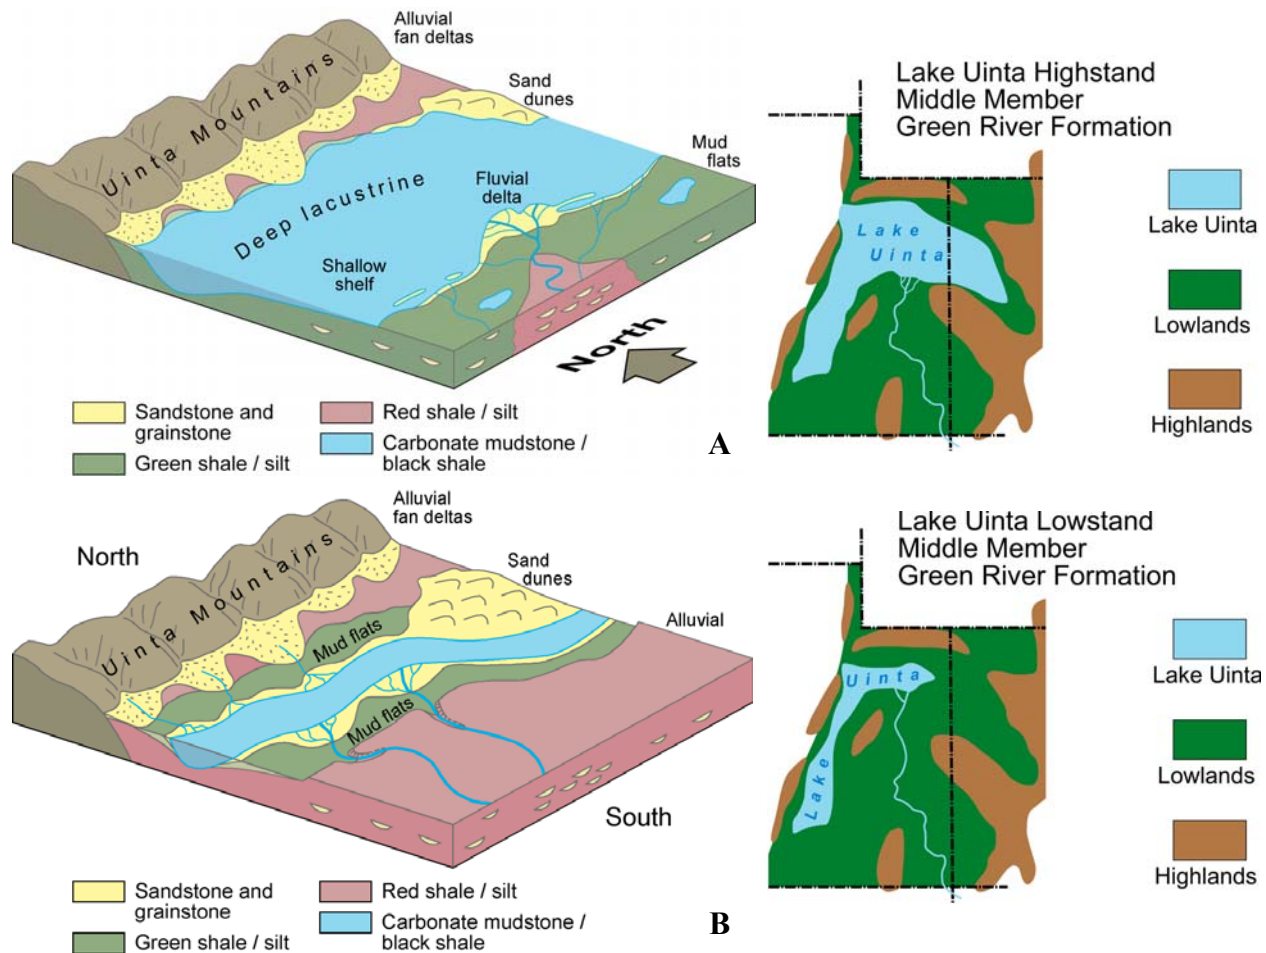 Alluvial
fan deltas
Uinta Mountains
Sand
dunes
Mud
flats
Deep lacustrine
Fluvial
delta
Shallow
shelf
North
Sandstone and
grainstone
Green shale / silt
Red shale / silt
Carbonate mudstone /
black shale
A
Lake Uinta Highstand
Middle Member
Green River Formation
Lake
Uinta
Lake Uinta
Lowlands
Highlands
Alluvial
fan deltas
North
Uinta Mountains
Sand
dunes
Alluvial
Mud flats
Mud flats
South
Sandstone and
grainstone
Green shale / silt
Red shale / silt
Carbonate mudstone /
black shale
B
Lake Uinta Lowstand
Middle Member
Green River Formation
Uinta
Lake
Lake Uinta
Lowlands
Highlands